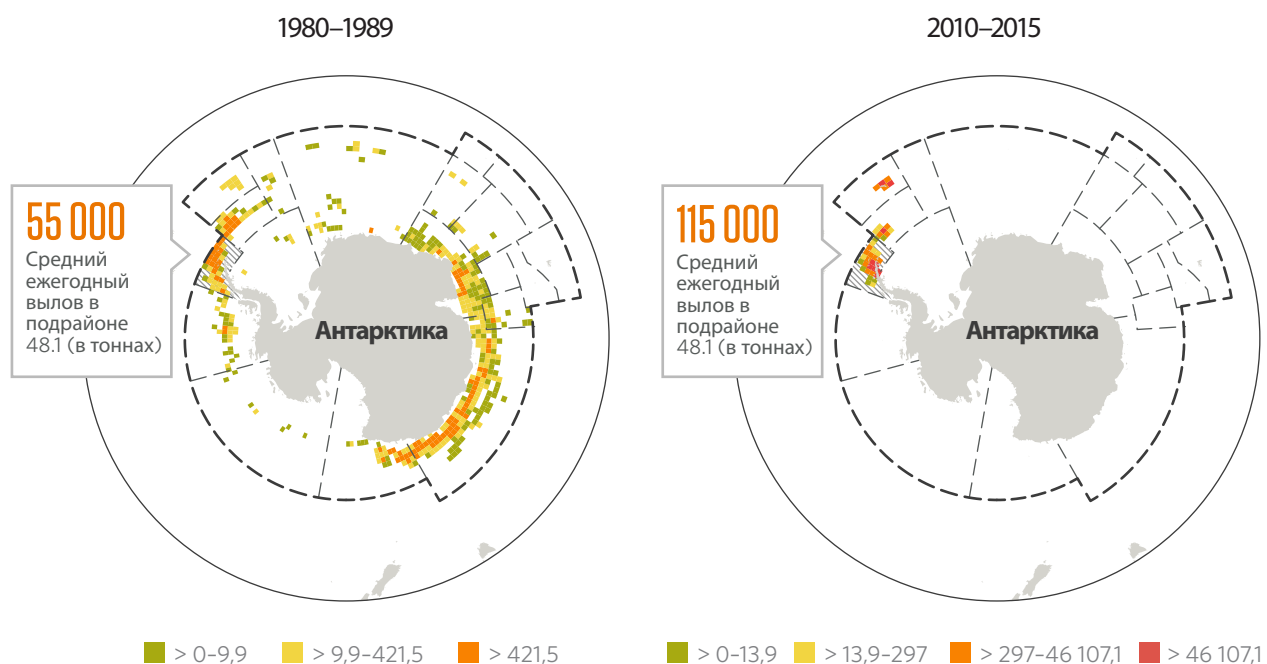 1980–1989
55 000
Средний
ежегодный
вылов в
подрайоне
48.1 (в тоннах)
Антарктика
> 0–9,9
> 9,9–421,5
> 421,5
2010–2015
115 000
Средний
ежегодный
вылов в
подрайоне
48.1 (в тоннах)
Антарктика
> 0–13,9
> 13,9–297
> 297–46 107,1
> 46 107,1